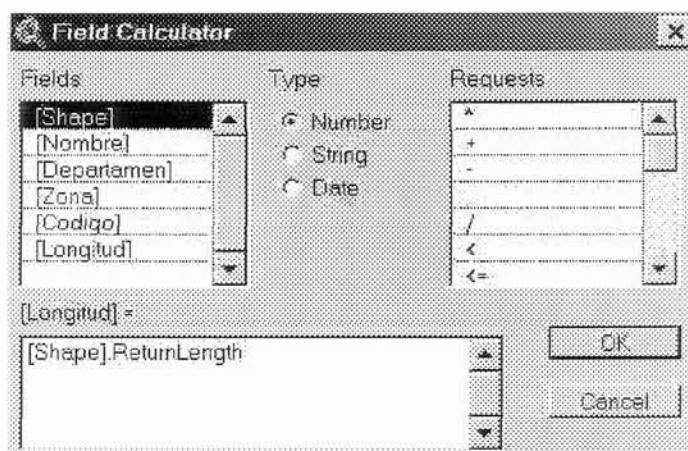 Field Calculator
Fields
Type
Requests
[Shape]
[Nombre]
[Departamen]
[Zona]
[Codigo]
[Longitud]
Number
String
Date
*
+
-
/
<
<=
[Longitud] =
[Shape].ReturnLength
OK
Cancel